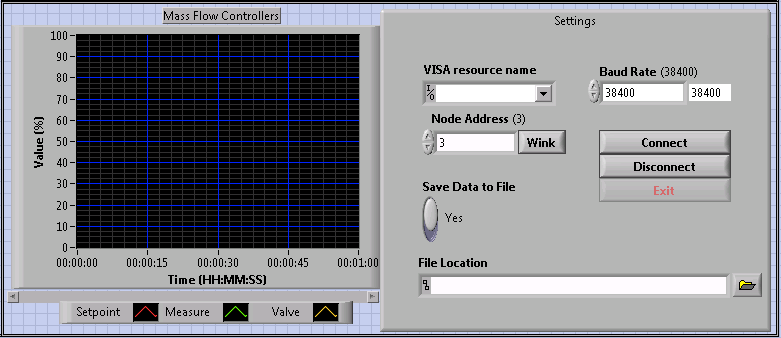 Mass Flow Controllers
100
90
80
70
60
50
40
30
20
10
0
Value (%)
00:00:00 00:00:15 00:00:30 00:00:45 00:01:00
Time (HH:MM:SS)
Setpoint Measure Valve
Settings
VISA resource name
I/O
Baud Rate (38400)
38400 38400
Node Address (3)
3 Wink
Connect
Disconnect
Exit
Save Data to File
Yes
File Location